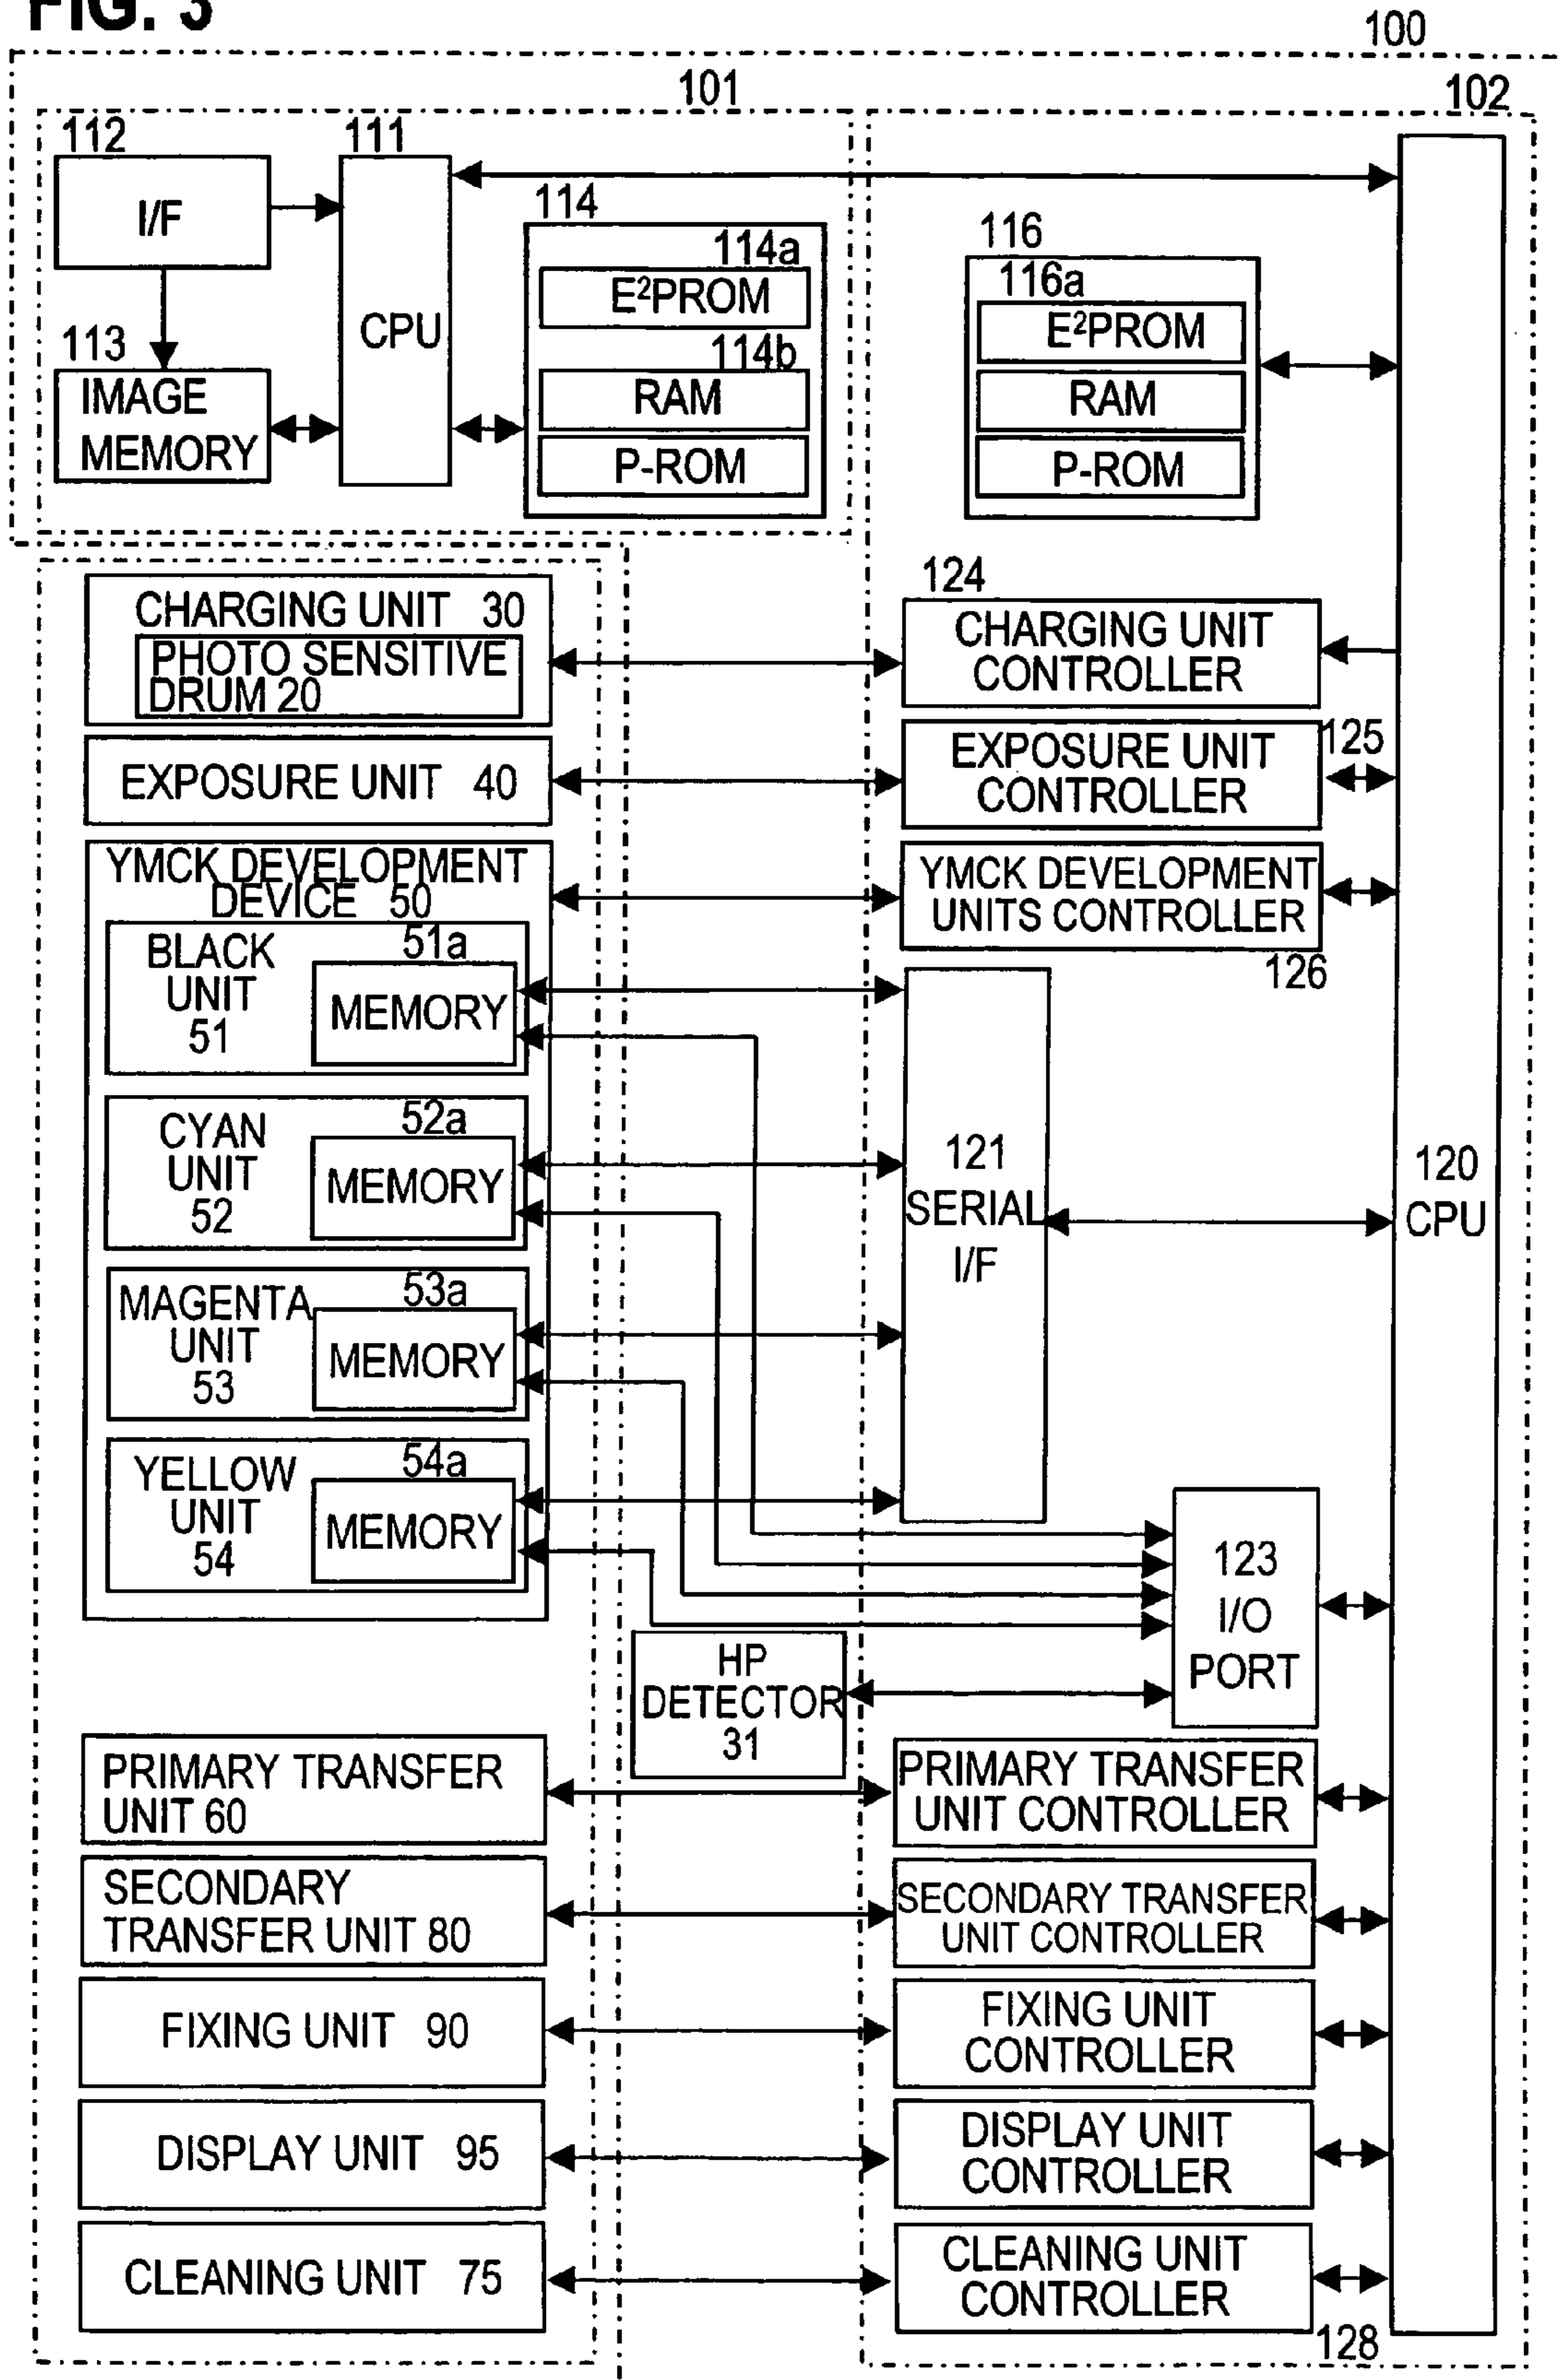 FIG. 3
100
101
102
112
I/F
111
CPU
113
IMAGE
MEMORY
114
114a
E²PROM
114b
RAM
P-ROM
116
116a
E²PROM
RAM
P-ROM
CHARGING UNIT 30
PHOTO SENSITIVE
DRUM 20
124
CHARGING UNIT
CONTROLLER
EXPOSURE UNIT 40
EXPOSURE UNIT
CONTROLLER
125
YMCK DEVELOPMENT
DEVICE 50
YMCK DEVELOPMENT
UNITS CONTROLLER
126
BLACK
UNIT
51
51a
MEMORY
CYAN
UNIT
52
52a
MEMORY
MAGENTA
UNIT
53
53a
MEMORY
YELLOW
UNIT
54
54a
MEMORY
121
SERIAL
I/F
120
CPU
123
I/O
PORT
HP
DETECTOR
31
PRIMARY TRANSFER
UNIT 60
PRIMARY TRANSFER
UNIT CONTROLLER
SECONDARY
TRANSFER UNIT 80
SECONDARY TRANSFER
UNIT CONTROLLER
FIXING UNIT 90
FIXING UNIT
CONTROLLER
DISPLAY UNIT 95
DISPLAY UNIT
CONTROLLER
CLEANING UNIT 75
CLEANING UNIT
CONTROLLER
128